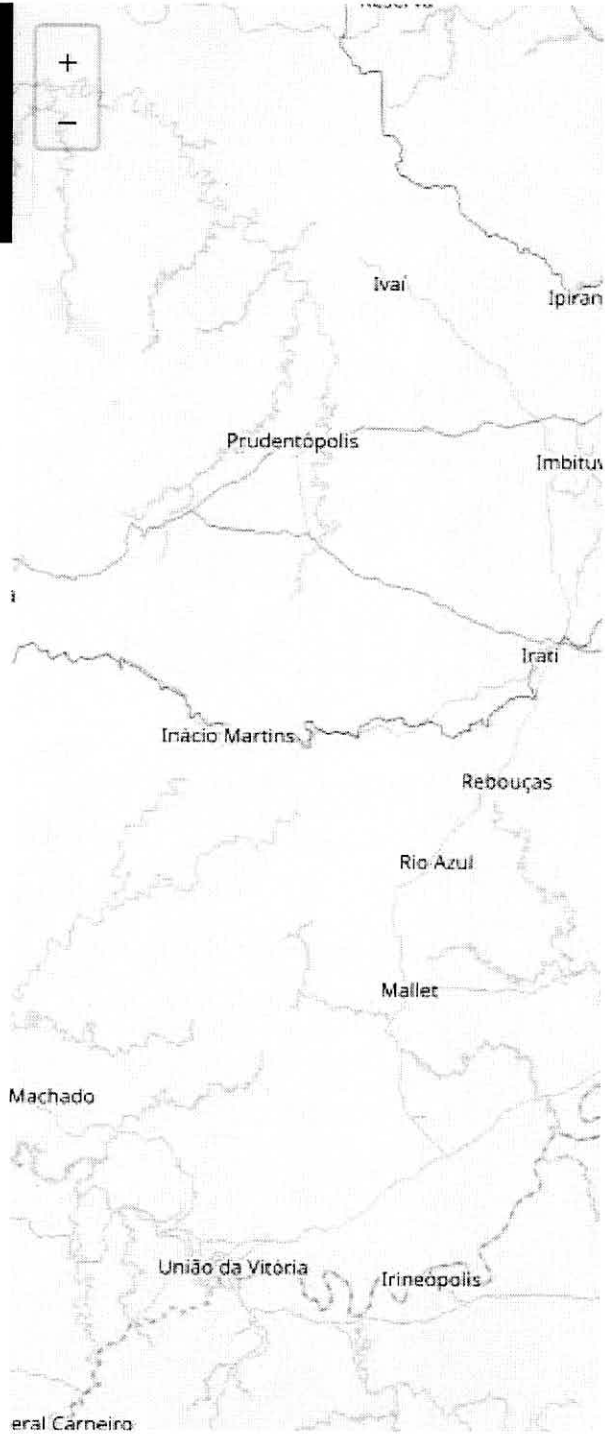 +
−
Ivaí
Ipiran
Prudentópolis
Imbituv
Irati
Inácio Martins
Rebouças
Rio Azul
Mallet
Machado
União da Vitória
Irineópolis
eral Carneiro